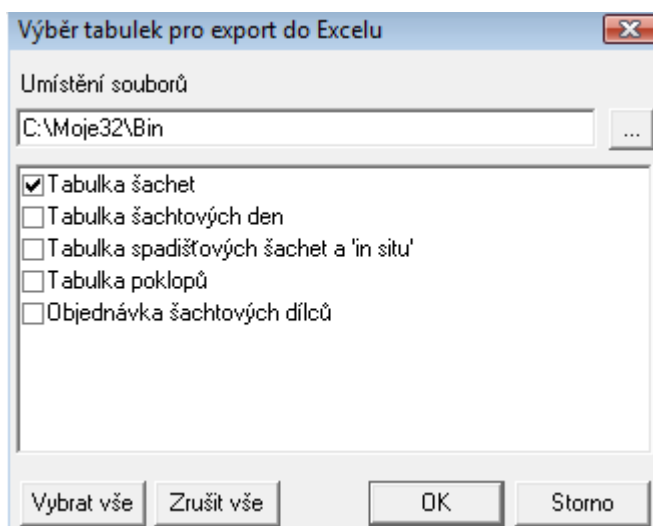 Výběr tabulek pro export do Excelu
Umístění souborů
C:\Moje32\Bin
...
Tabulka šachet
Tabulka šachtových den
Tabulka spadišťových šachet a 'in situ'
Tabulka poklopů
Objednávka šachtových dílců
Vybrat vše Zrušit vše OK Storno